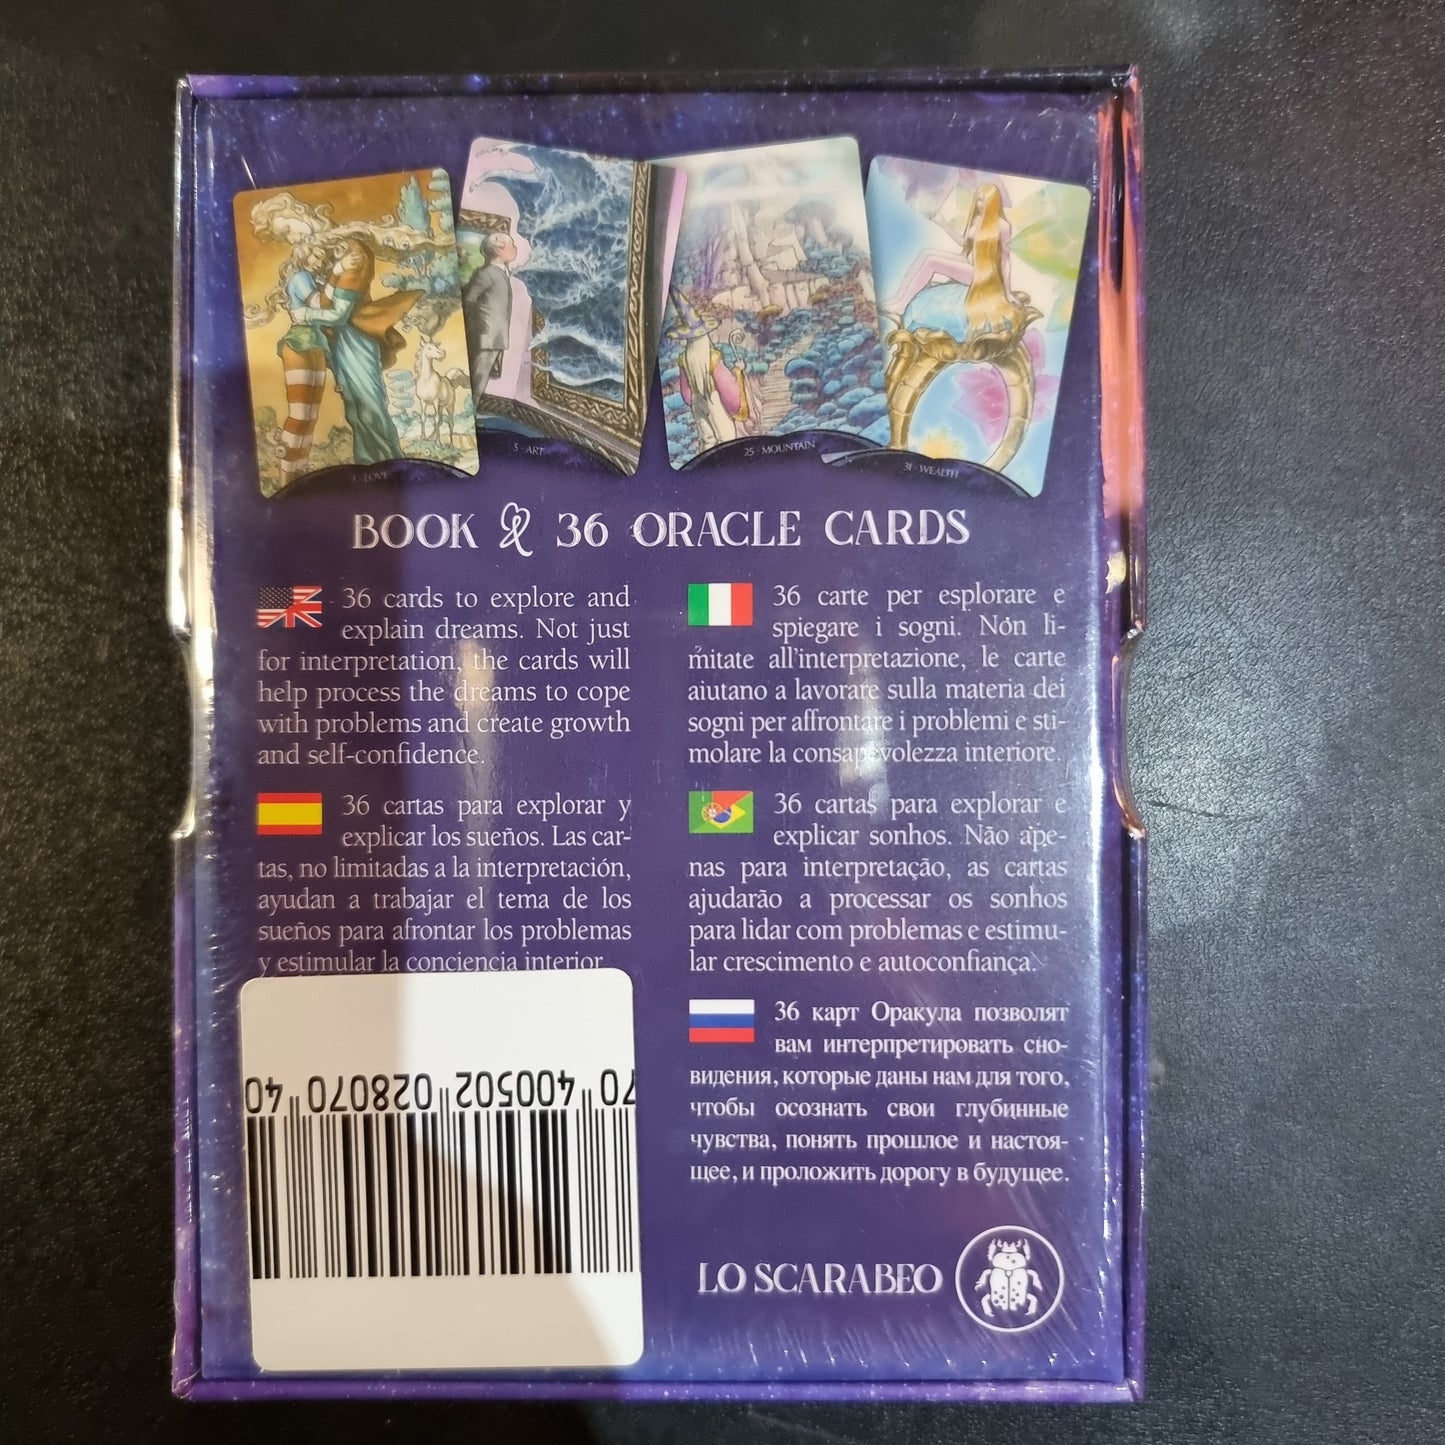 3 · LOVE
5 · ART
25 · MOUNTAIN
31 · WEALTH
BOOK & 36 ORACLE CARDS
36 cards to explore and
explain dreams. Not just
for interpretation, the cards will
help process the dreams to cope
with problems and create growth
and self-confidence.
36 carte per esplorare e
spiegare i sogni. Non li-
mitate all'interpretazione, le carte
aiutano a lavorare sulla materia dei
sogni per affrontare i problemi e sti-
molare la consapevolezza interiore.
36 cartas para explorar y
explicar los sueños. Las car-
tas, no limitadas a la interpretación,
ayudan a trabajar el tema de los
sueños para afrontar los problemas
y estimular la conciencia interior
36 cartas para explorar e
explicar sonhos. Não ape-
nas para interpretação, as cartas
ajudarão a processar os sonhos
para lidar com problemas e estimu-
lar crescimento e autoconfiança.
36 карт Оракула позволят
вам интерпретировать сно-
видения, которые даны нам для того,
чтобы осознать свои глубинные
чувства, понять прошлое и настоя-
щее, и проложить дорогу в будущее.
70 400502 028070 40
LO SCARABEO